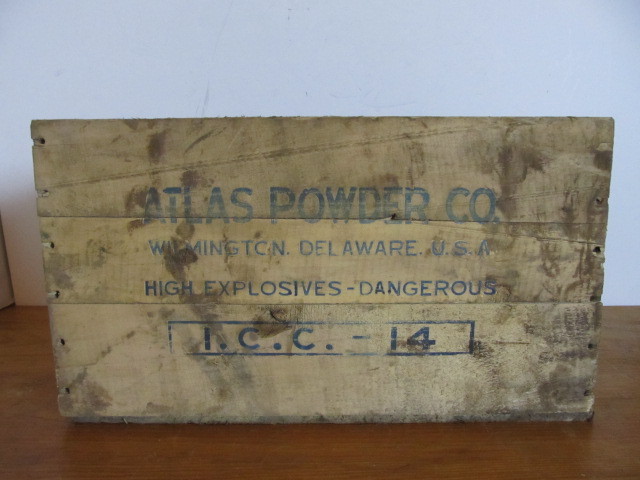 ATLAS POWDER CO.
WILMINGTON. DELAWARE. U.S.A.
HIGH EXPLOSIVES-DANGEROUS
I.C.C.-14